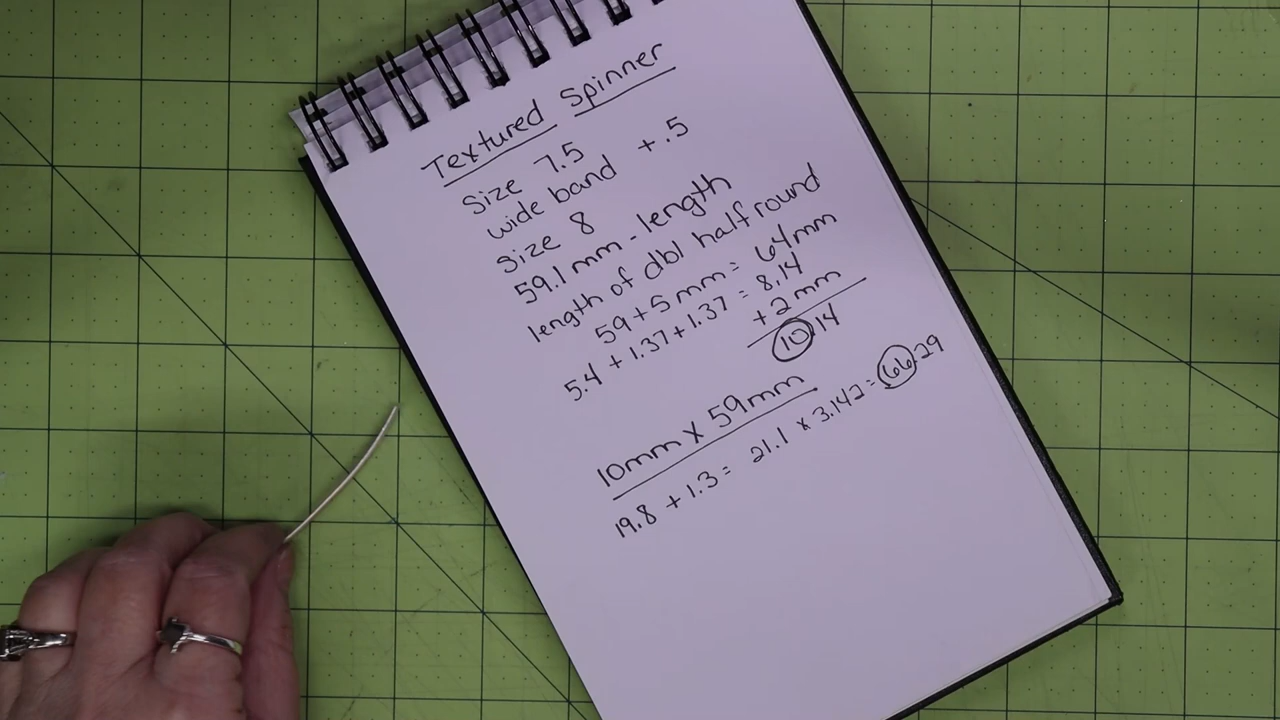 Textured Spinner
Size 7.5
wide band +.5
size 8
59.1 mm - length
length of dbl half round
59 + 5 mm = 64mm
5.4 + 1.37 + 1.37 = 8.14
+ 2mm
10.14
10mm x 59mm
19.8 + 1.3 = 21.1 x 3.142 = 66.29